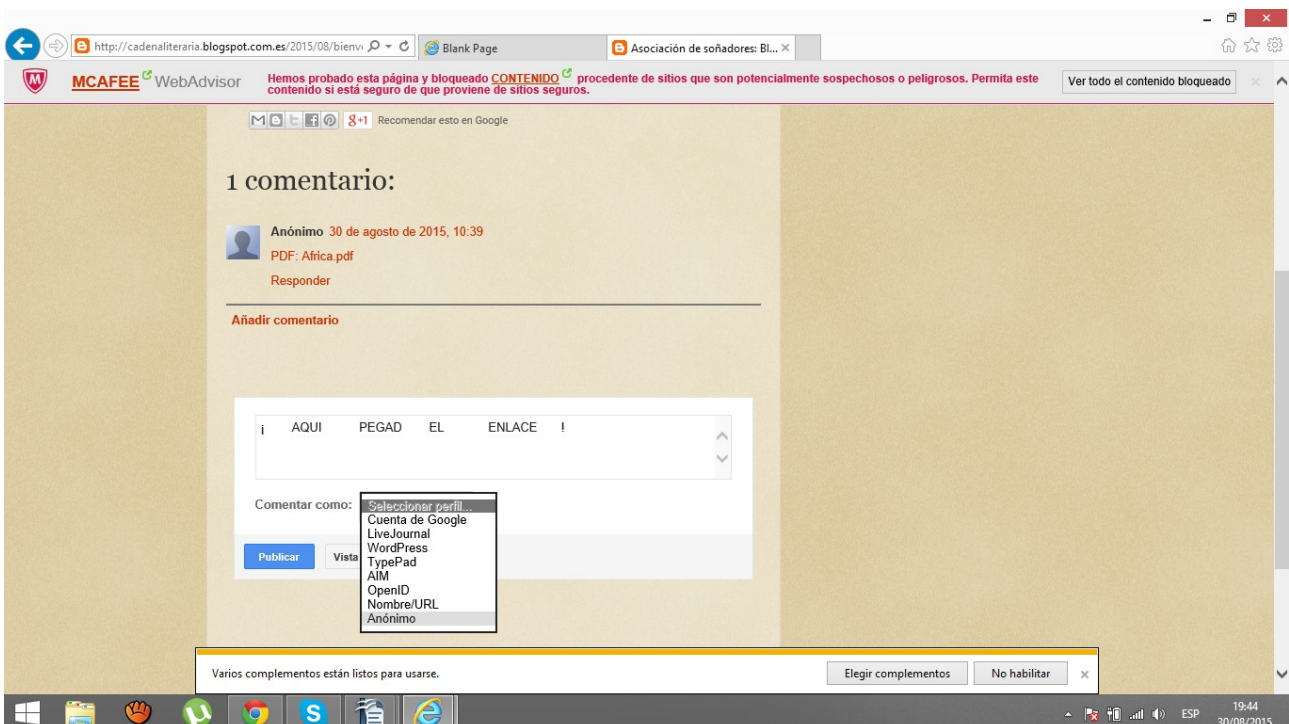 http://cadenaliteraria.blogspot.com.es/2015/08/bienv
Blank Page
Asociación de soñadores: Bl...
MCAFEE WebAdvisor
Hemos probado esta página y bloqueado CONTENIDO procedente de sitios que son potencialmente sospechosos o peligrosos. Permita este
contenido si está seguro de que proviene de sitios seguros.
Ver todo el contenido bloqueado
g+1 Recomendar esto en Google
1 comentario:
Anónimo 30 de agosto de 2015, 10:39
PDF: Africa.pdf
Responder
Añadir comentario
¡ AQUI PEGAD EL ENLACE !
Comentar como:
Seleccionar perfil...
Cuenta de Google
LiveJournal
WordPress
TypePad
AIM
OpenID
Nombre/URL
Anónimo
Publicar
Vista
Varios complementos están listos para usarse.
Elegir complementos
No habilitar
ESP
19:44
30/08/2015